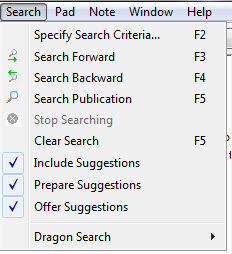 Search Pad Note Window Help
Specify Search Criteria... F2
Search Forward F3
Search Backward F4
Search Publication F5
Stop Searching
Clear Search F5
Include Suggestions
Prepare Suggestions
Offer Suggestions
Dragon Search